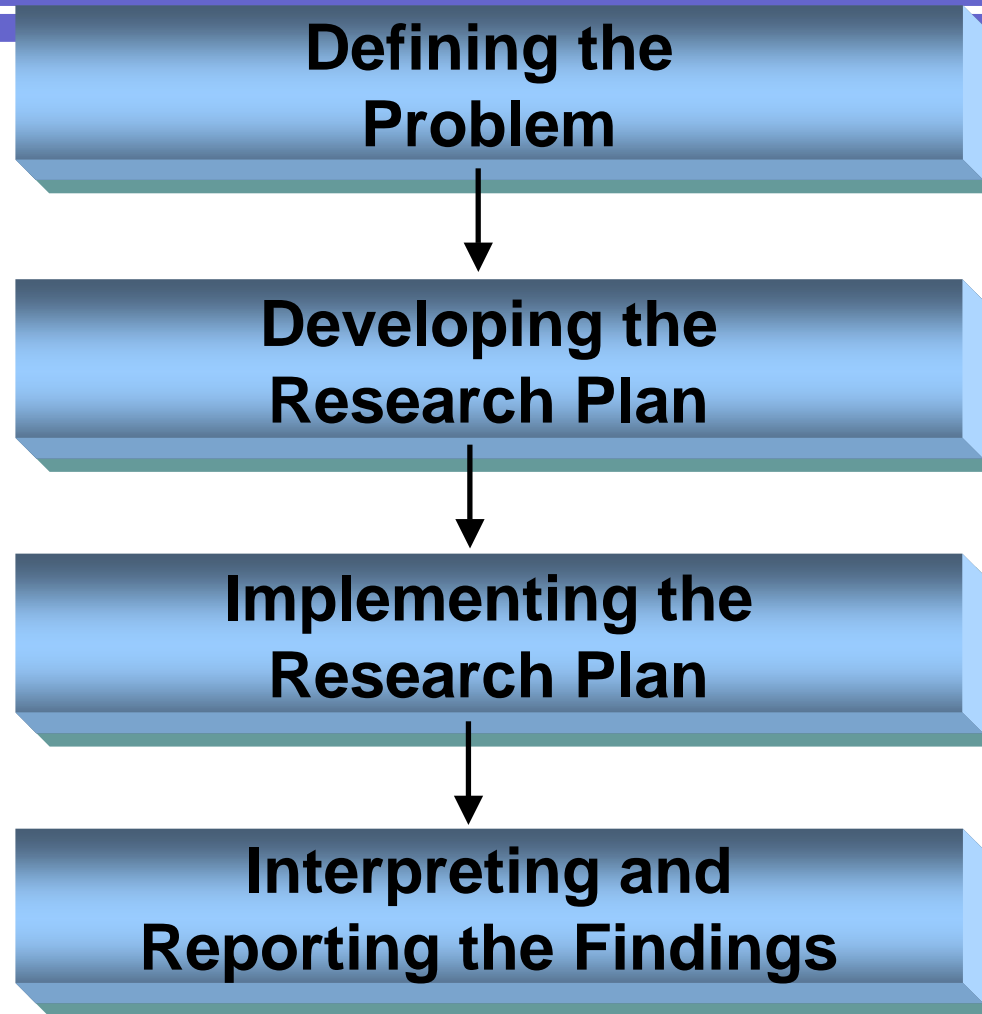 Defining the
Problem
Developing the
Research Plan
Implementing the
Research Plan
Interpreting and
Reporting the Findings